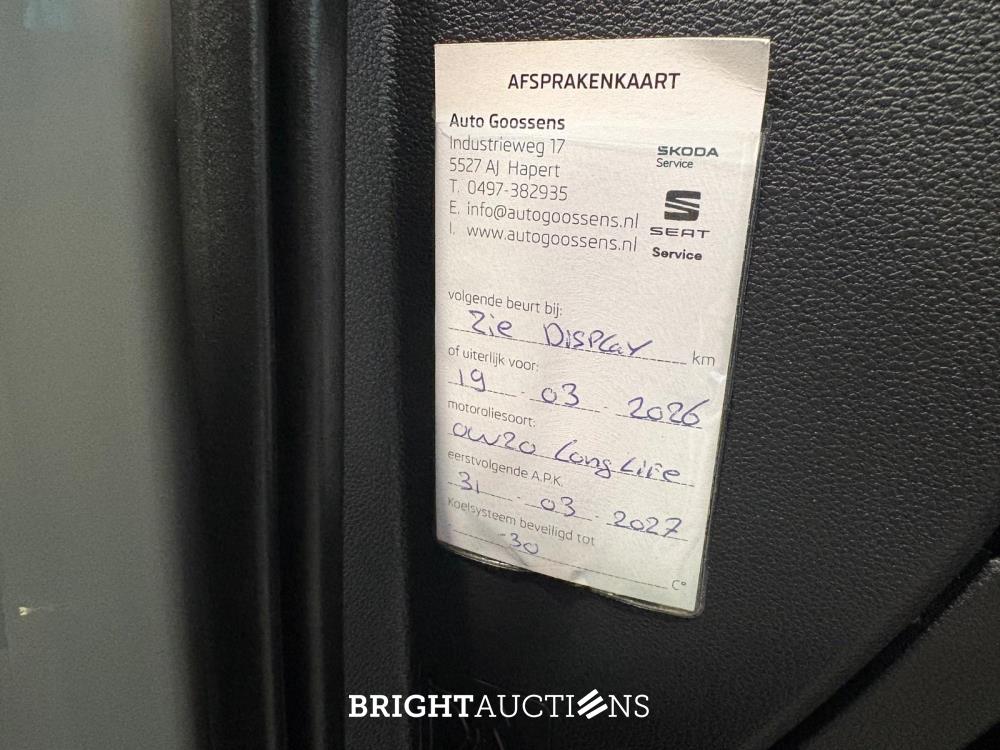 AFSPRAKENKAART
Auto Goossens
Industrieweg 17
5527 AJ Hapert
T. 0497-382935
E. info@autogoossens.nl
I. www.autogoossens.nl
SKODA
Service
SEAT
Service
volgende beurt bij:
Zie Display km
of uiterlijk voor:
19 - 03 - 2026
motoroliesoort:
0W20 Long Life
eerstvolgende A.P.K.
31 - 03 - 2027
Koelsysteem beveiligd tot
-30 C°
BRIGHTAUCTIONS